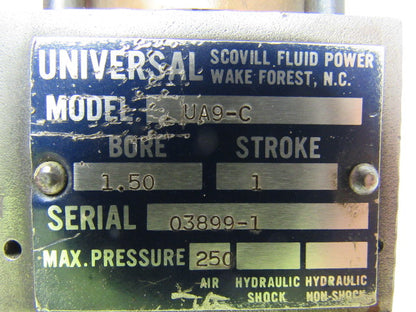 UNIVERSAL SCOVILL FLUID POWER
WAKE FOREST, N.C.
MODEL UA9-C
BORE STROKE
1.50 1
SERIAL 03899-1
MAX. PRESSURE 250
AIR HYDRAULIC HYDRAULIC
SHOCK NON-SHOCK